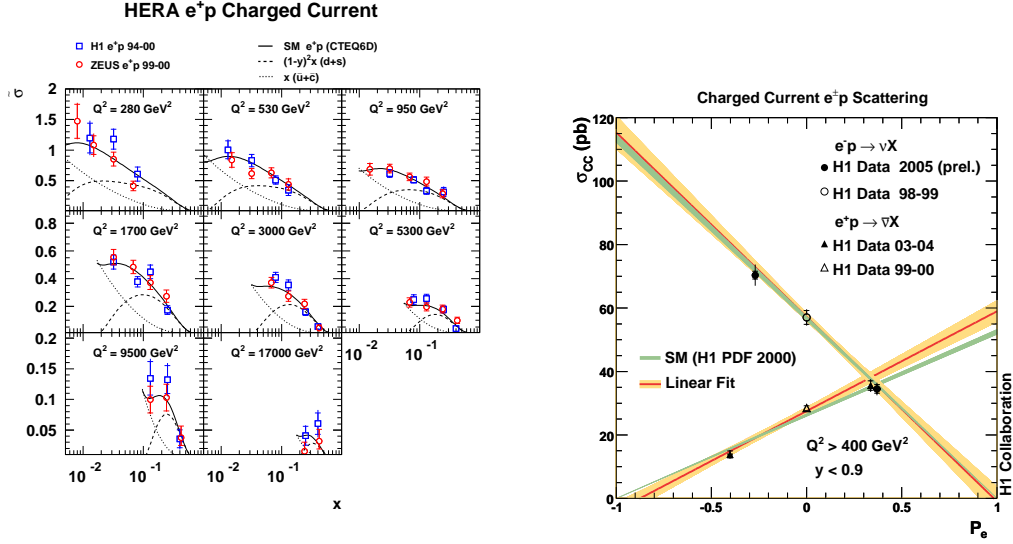 HERA e⁺p Charged Current
H1 e⁺p 94-00
ZEUS e⁺p 99-00
SM e⁺p (CTEQ6D)
(1-y)²x (d+s)
x (ū+c̄)
σ̃
Q² = 280 GeV²
Q² = 530 GeV²
Q² = 950 GeV²
2
1.5
1
0.5
Q² = 1700 GeV²
Q² = 3000 GeV²
Q² = 5300 GeV²
0.6
0.4
0.2
Q² = 9500 GeV²
Q² = 17000 GeV²
0.2
0.15
0.1
0.05
10⁻² 10⁻¹
10⁻² 10⁻¹
10⁻² 10⁻¹
x
Charged Current e±p Scattering
σCC (pb)
120
100
80
60
40
20
0
e⁻p → νX
H1 Data 2005 (prel.)
H1 Data 98-99
e⁺p → ν̄X
H1 Data 03-04
H1 Data 99-00
SM (H1 PDF 2000)
Linear Fit
Q² > 400 GeV²
y < 0.9
H1 Collaboration
-1 -0.5 0 0.5 1
Pe